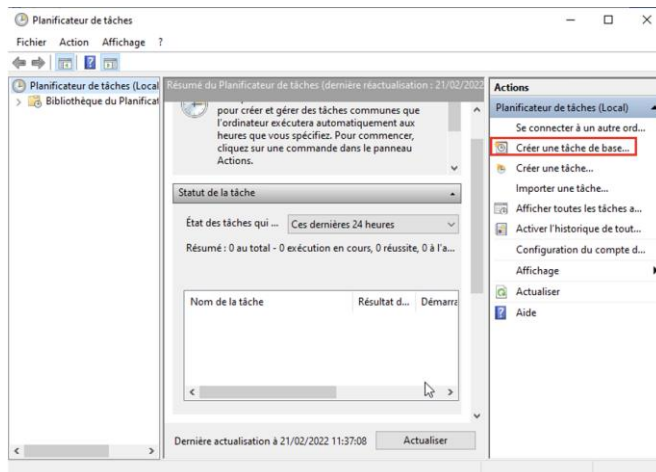 Planificateur de tâches
Fichier Action Affichage ?
Planificateur de tâches (Local
Bibliothèque du Planificat
Résumé du Planificateur de tâches (dernière réactualisation : 21/02/2022
pour créer et gérer des tâches communes que
l'ordinateur exécutera automatiquement aux
heures que vous spécifiez. Pour commencer,
cliquez sur une commande dans le panneau
Actions.
Statut de la tâche
État des tâches qui ... Ces dernières 24 heures
Résumé : 0 au total - 0 exécution en cours, 0 réussite, 0 à l'a...
Nom de la tâche Résultat d... Démarra
Dernière actualisation à 21/02/2022 11:37:08 Actualiser
Actions
Planificateur de tâches (Local)
Se connecter à un autre ord...
Créer une tâche de base...
Créer une tâche...
Importer une tâche...
Afficher toutes les tâches a...
Activer l'historique de tout...
Configuration du compte d...
Affichage
Actualiser
Aide